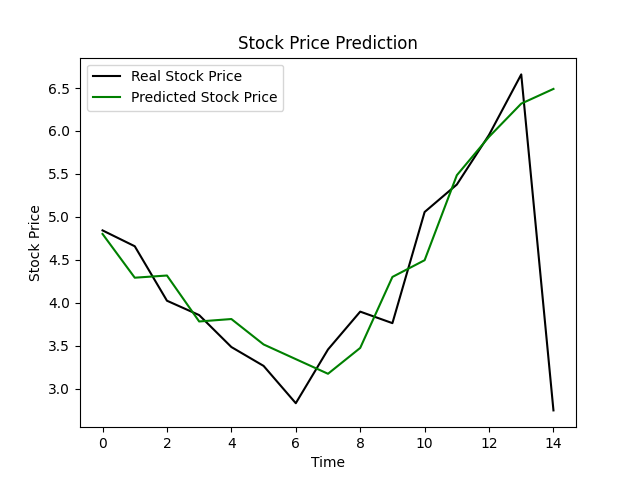 Stock Price Prediction
Real Stock Price
Predicted Stock Price
6.5
6.0
5.5
5.0
4.5
4.0
3.5
3.0
Stock Price
0 2 4 6 8 10 12 14
Time